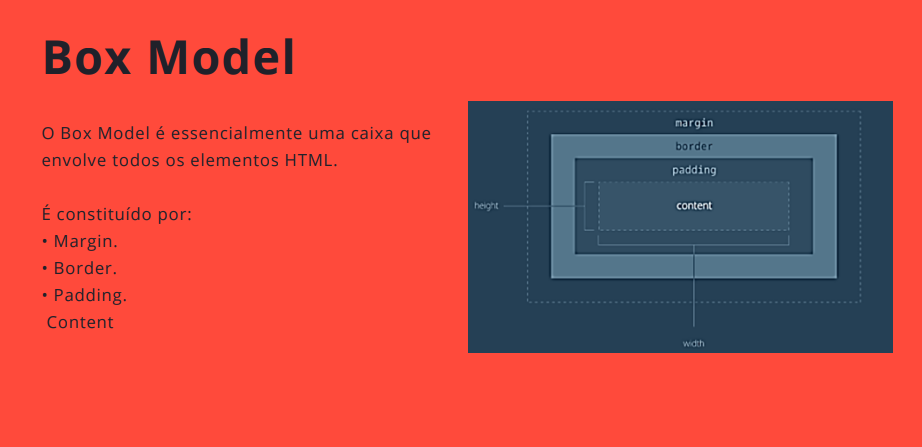 Box Model
O Box Model é essencialmente uma caixa que
envolve todos os elementos HTML.
É constituído por:
• Margin.
• Border.
• Padding.
Content
margin
border
padding
content
height
width